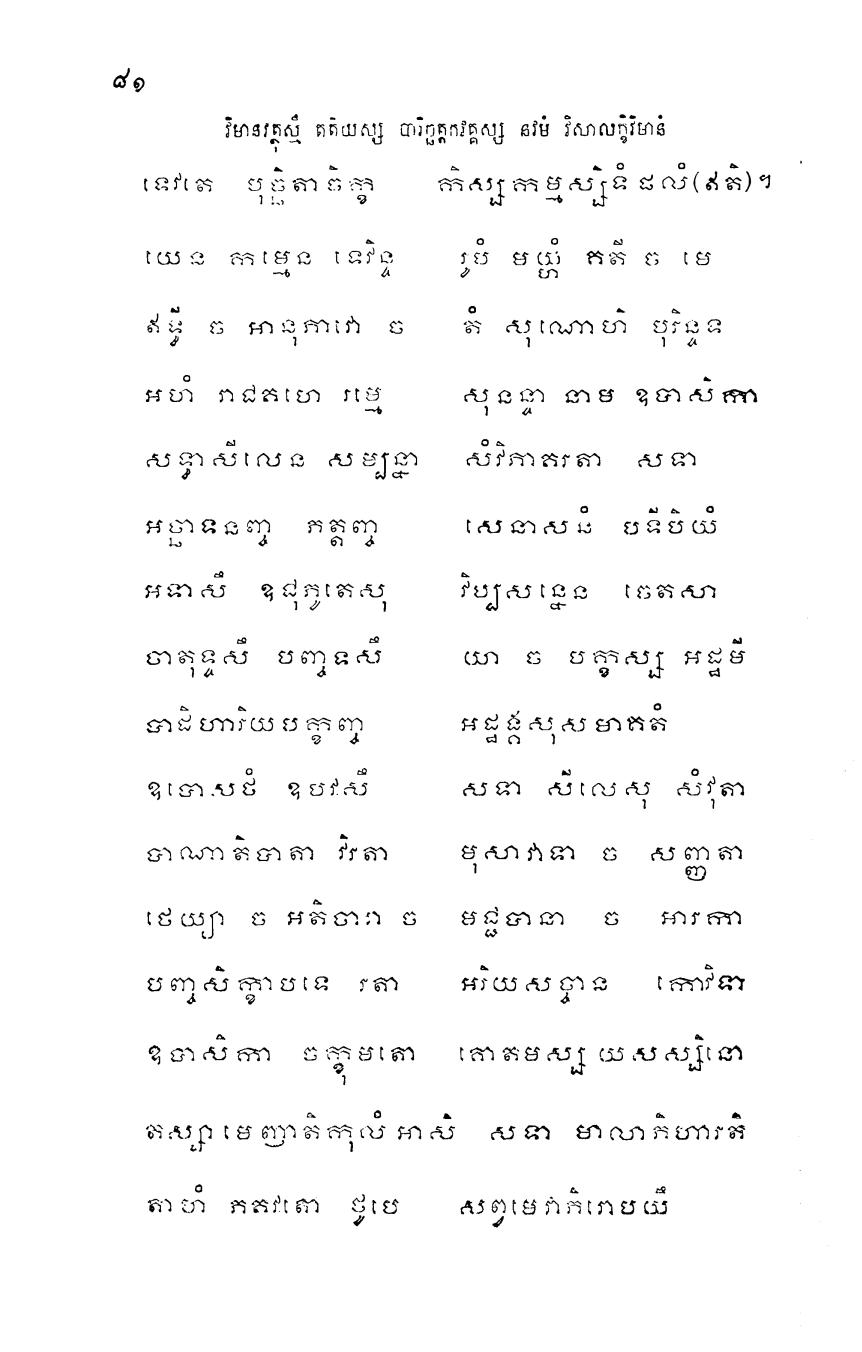 ៨១
វិមានវត្ថុស្មឹ តតិយស្ស បារិច្ឆត្តកវគ្គស្ស នវមំ វិសាលក្ខិវិមានំ
ទេវតេ បុច្ឆិតាចិក្ខ កិស្សកម្មស្សិទំ ផលំ(ឥតិ)។
យេន កម្មេន ទេវិន្ទ រូបំ មយ្ហំ គតី ច មេ
ឥទ្ធី ច អានុភាវោ ច តំ សុណោហិ បុរិន្ទទ
អហំ រាជគហេ រម្មេ សុនន្ទា នាម ឧបាសិកា
សទ្ធាសីលេន សម្បន្នា សំវិភាគរតា សទា
អច្ឆាទនញ្ច ភត្តញ្ច សេនាសនំ បទីបិយំ
អទាសឹ ឧជុភូតេសុ វិប្បសន្នេន ចេតសា
ចាតុទ្ទសឹ បញ្ចទសឹ យា ច បក្ខស្ស អដ្ឋមី
បាដិហារិយបក្ខញ្ច អដ្ឋង្គសុសមាគតំ
ឧបោសថំ ឧបវសឹ សទា សីលេសុ សំវុតា
បាណាតិបាតា វិរតា មុសាវាទា ច សញ្ញតា
ថេយ្យា ច អតិចារា ច មជ្ជបានា ច អារកា
បញ្ចសិក្ខាបទេ រតា អរិយសច្ចាន កោវិទា
ឧបាសិកា ចក្ខុមតោ គោតមស្ស យសស្សិនោ
តស្សា មេ ញាតិកុលំ អាសិ សទា មាលាភិហារតិ
តាហំ ភគវតោ ថូបេ សព្វមេវាភិរោបយឹ